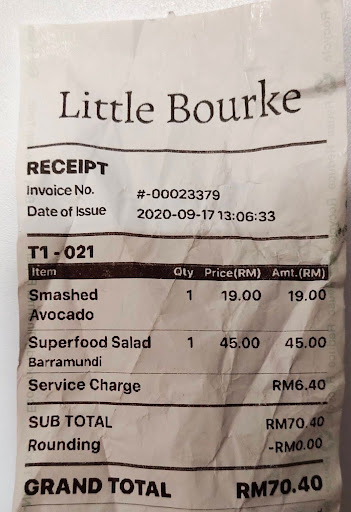 Little Bourke
RECEIPT
Invoice No. #-00023379
Date of Issue 2020-09-17 13:06:33
T1 - 021
Item Qty Price(RM) Amt.(RM)
Smashed 1 19.00 19.00
Avocado
Superfood Salad 1 45.00 45.00
Barramundi
Service Charge RM6.40
SUB TOTAL RM70.40
Rounding -RM0.00
GRAND TOTAL RM70.40